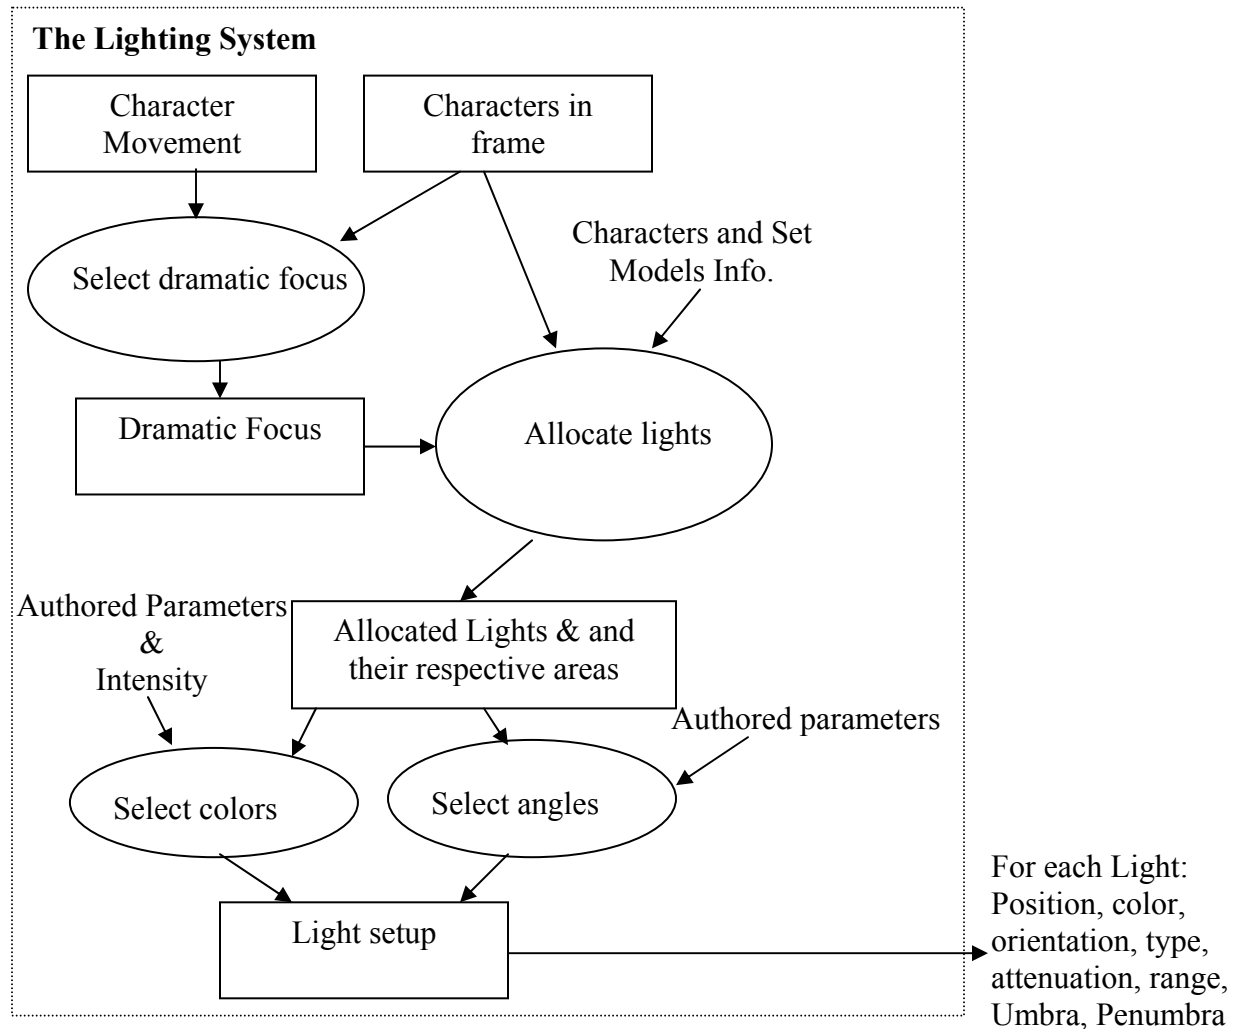 The Lighting System
Character
Movement
Characters in
frame
Characters and Set
Models Info.
Select dramatic focus
Dramatic Focus
Allocate lights
Authored Parameters
&
Intensity
Allocated Lights & and
their respective areas
Authored parameters
Select colors
Select angles
Light setup
For each Light:
Position, color,
orientation, type,
attenuation, range,
Umbra, Penumbra